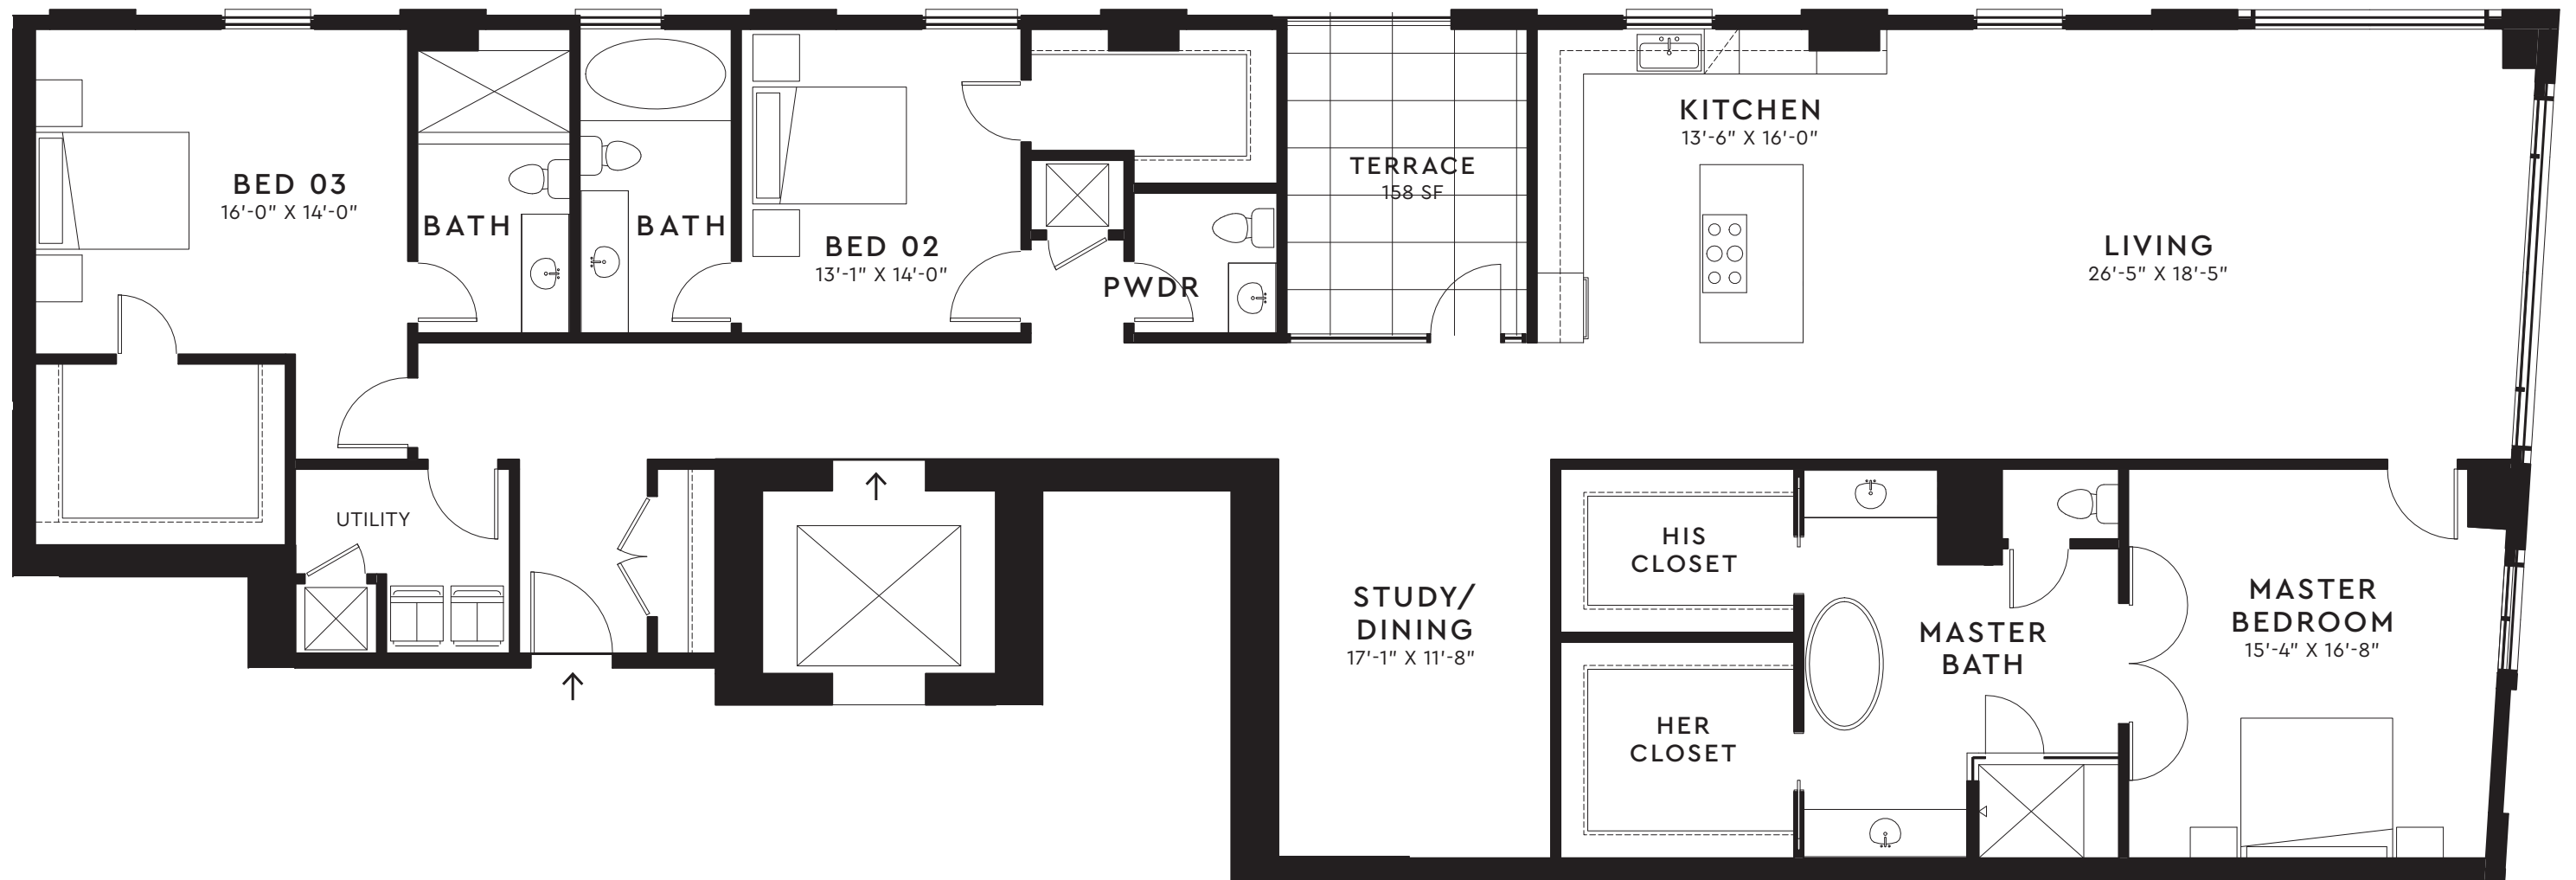 BED 03
16'-0" X 14'-0"
BATH
BATH
BED 02
13'-1" X 14'-0"
PWDR
TERRACE
158 SF
KITCHEN
13'-6" X 16'-0"
LIVING
26'-5" X 18'-5"
UTILITY
STUDY/
DINING
17'-1" X 11'-8"
HIS
CLOSET
HER
CLOSET
MASTER
BATH
MASTER
BEDROOM
15'-4" X 16'-8"